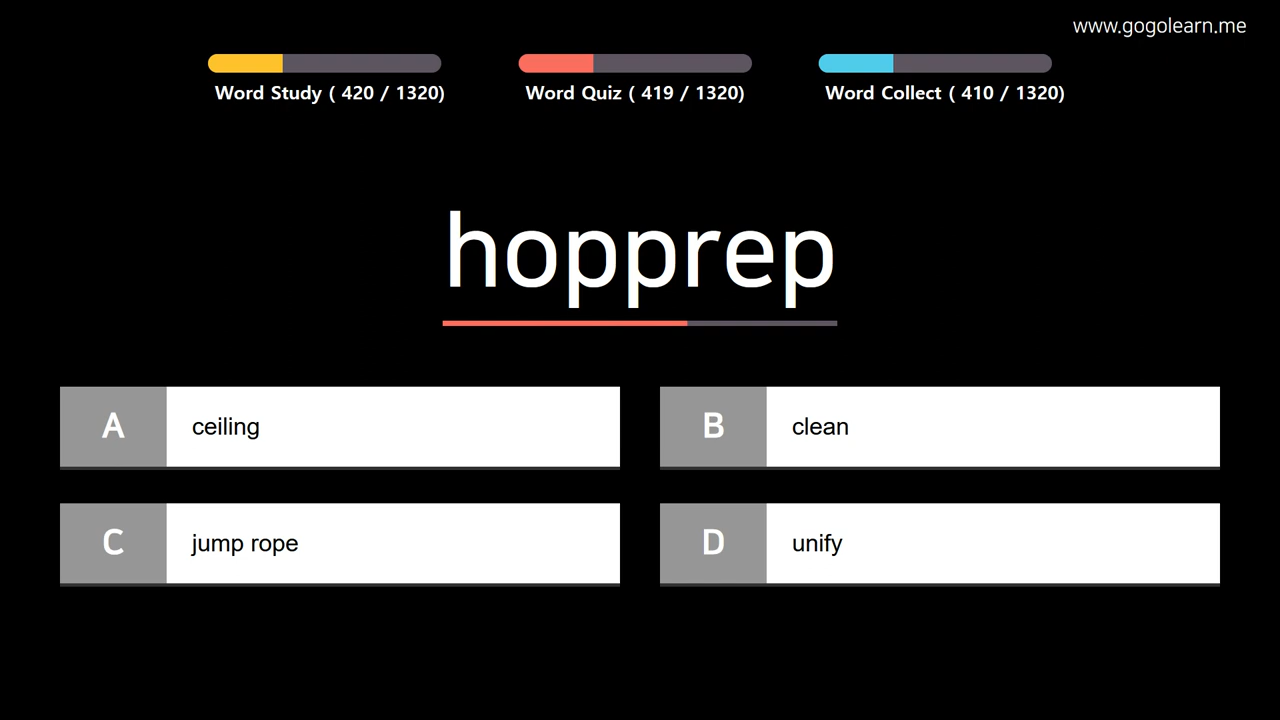 www.gogolearn.me
Word Study ( 420 / 1320)
Word Quiz ( 419 / 1320)
Word Collect ( 410 / 1320)
hopprep
A ceiling
B clean
C jump rope
D unify